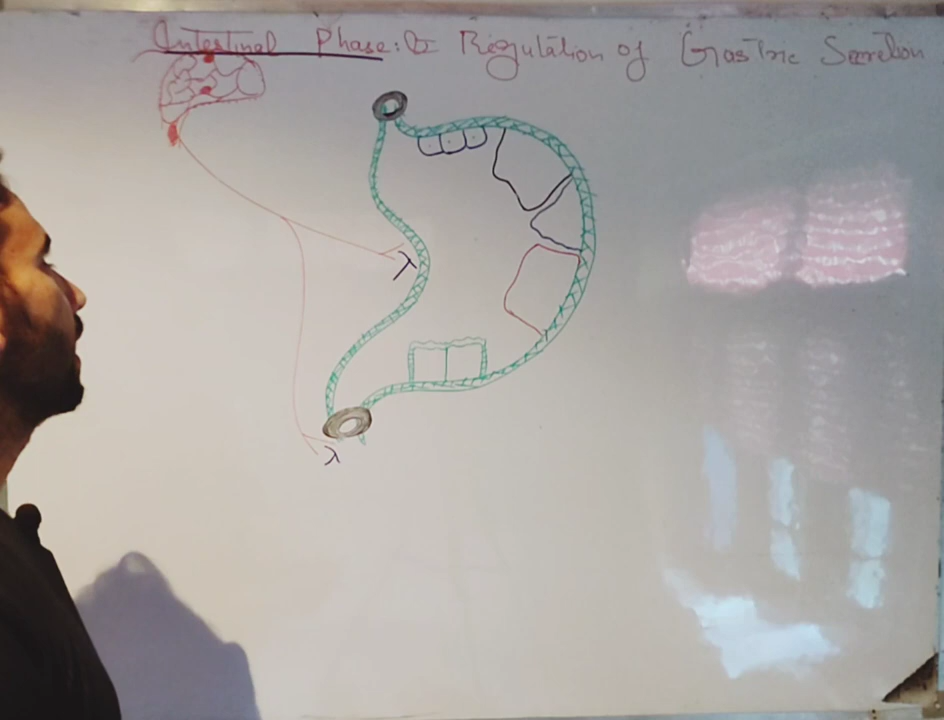 Intestinal Phase:- Regulation of Gastric Secretion
λ
λ